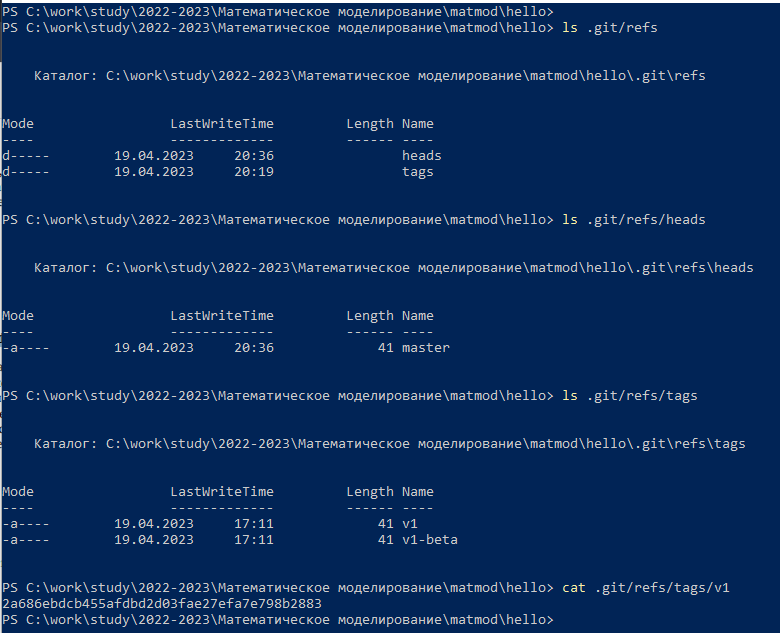 PS C:\work\study\2022-2023\Математическое моделирование\matmod\hello>
PS C:\work\study\2022-2023\Математическое моделирование\matmod\hello> ls .git/refs
Каталог: C:\work\study\2022-2023\Математическое моделирование\matmod\hello\.git\refs
Mode LastWriteTime Length Name
---- ------------- ------ ----
d----- 19.04.2023 20:36 heads
d----- 19.04.2023 20:19 tags
PS C:\work\study\2022-2023\Математическое моделирование\matmod\hello> ls .git/refs/heads
Каталог: C:\work\study\2022-2023\Математическое моделирование\matmod\hello\.git\refs\heads
Mode LastWriteTime Length Name
---- ------------- ------ ----
-a---- 19.04.2023 20:36 41 master
PS C:\work\study\2022-2023\Математическое моделирование\matmod\hello> ls .git/refs/tags
Каталог: C:\work\study\2022-2023\Математическое моделирование\matmod\hello\.git\refs\tags
Mode LastWriteTime Length Name
---- ------------- ------ ----
-a---- 19.04.2023 17:11 41 v1
-a---- 19.04.2023 17:11 41 v1-beta
PS C:\work\study\2022-2023\Математическое моделирование\matmod\hello> cat .git/refs/tags/v1
2a686ebdcb455afdbd2d03fae27efa7e798b2883
PS C:\work\study\2022-2023\Математическое моделирование\matmod\hello>